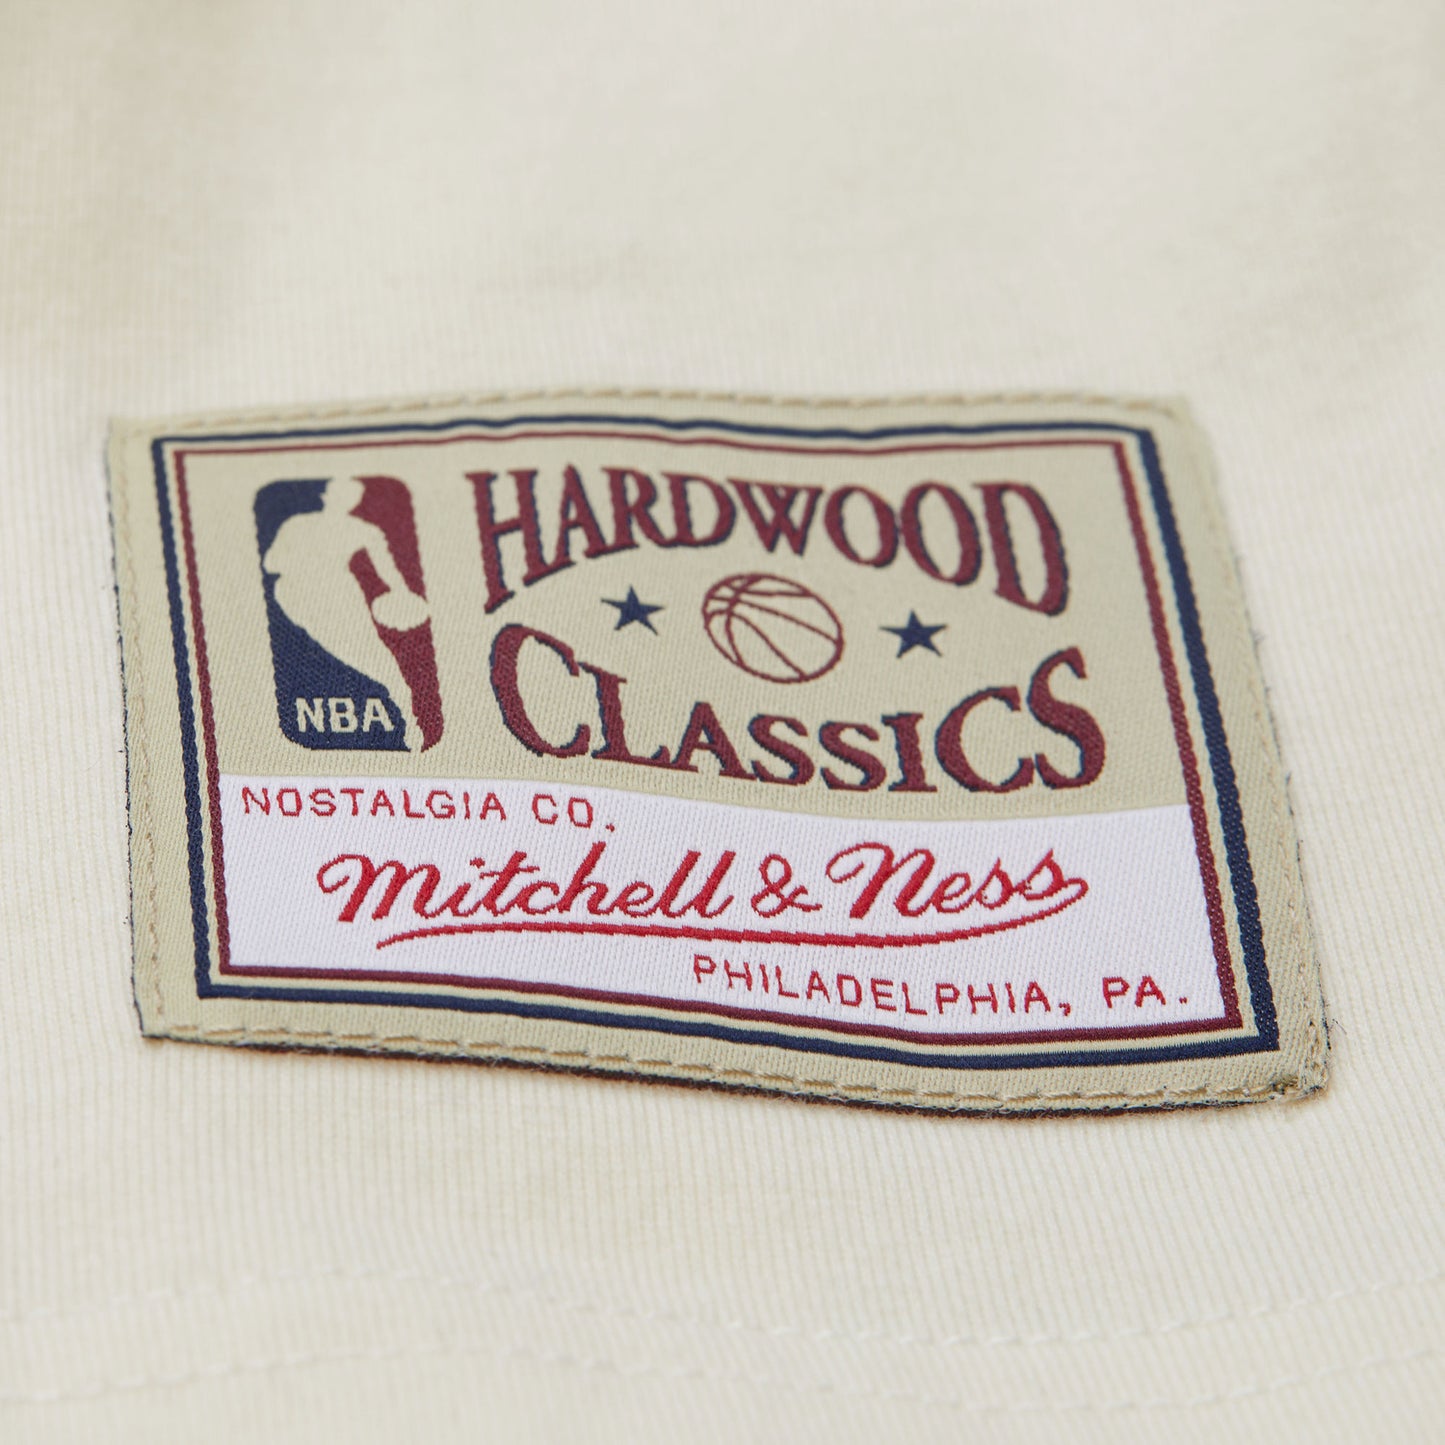 NBA
HARDWOOD
CLASSICS
NOSTALGIA CO.
Mitchell & Ness
PHILADELPHIA, PA.